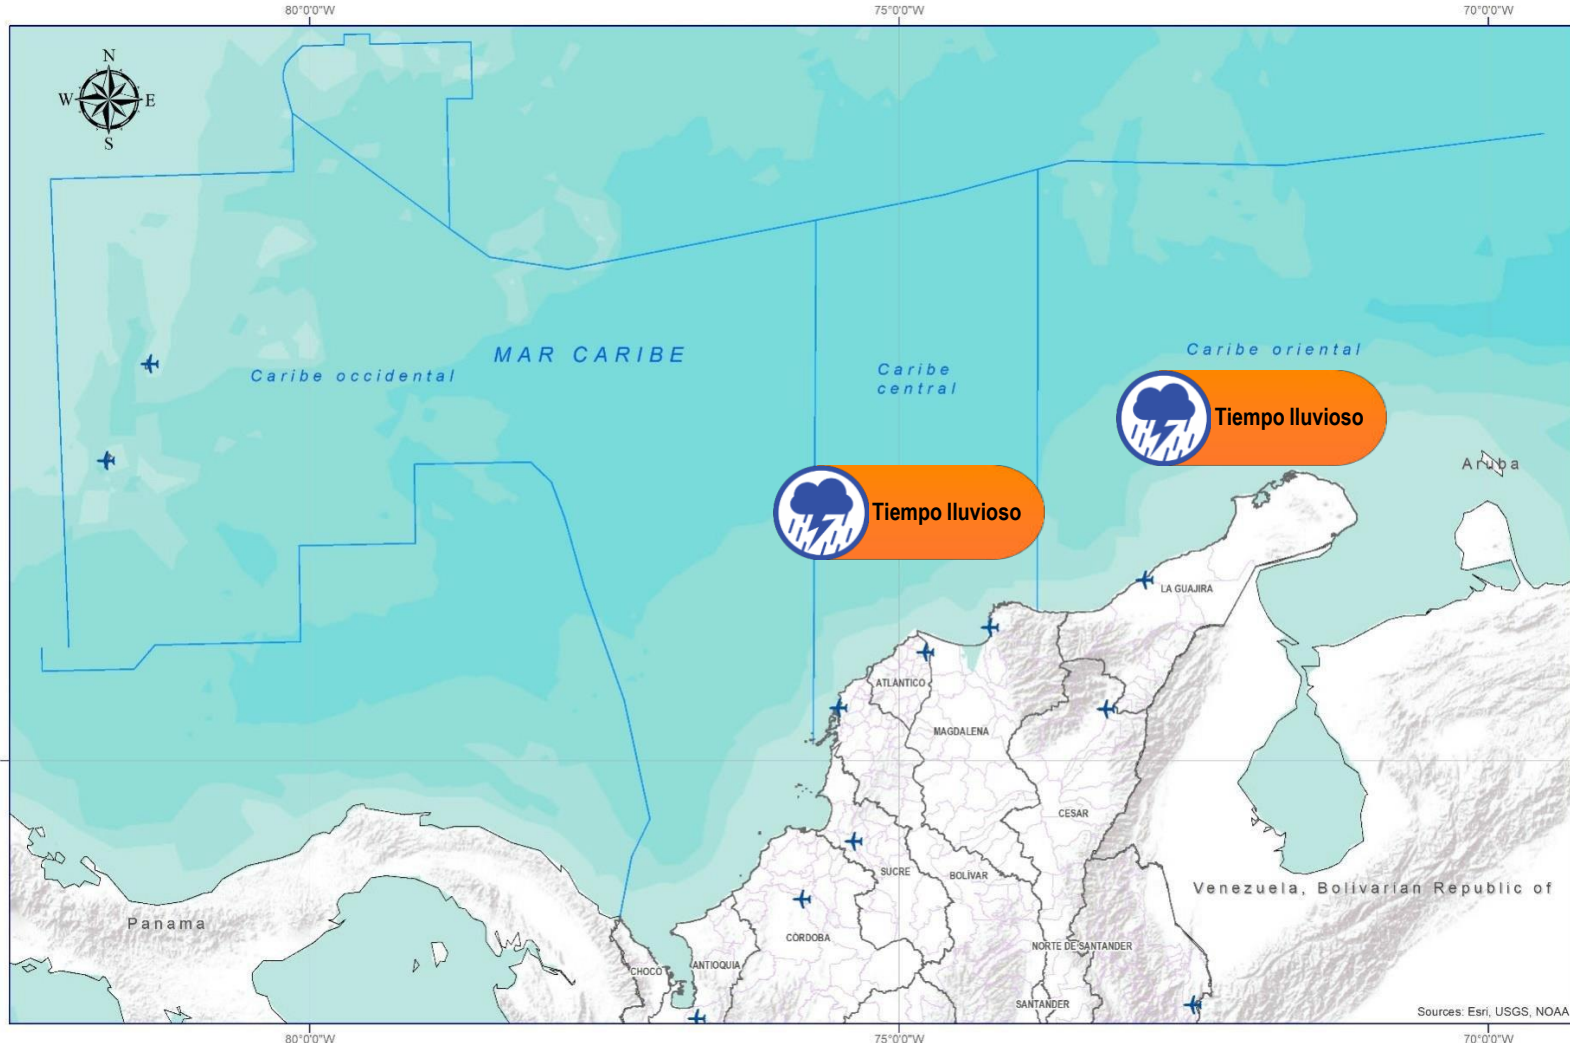 80°0'0"W
75°0'0"W
70°0'0"W
N
W
E
S
Caribe oriental
MAR CARIBE
Caribe occidental
Caribe
central
Tiempo lluvioso
Aruba
Tiempo lluvioso
LA GUAJIRA
ATLANTICO
MAGDALENA
CESAR
SUCRE
BOLÍVAR
Venezuela, Bolivarian Republic of
Panama
CÓRDOBA
NORTE DE SANTANDER
ANTIOQUIA
CHOCO
SANTANDER
Sources: Esri, USGS, NOAA
80°0'0"W
75°0'0"W
70°0'0"W